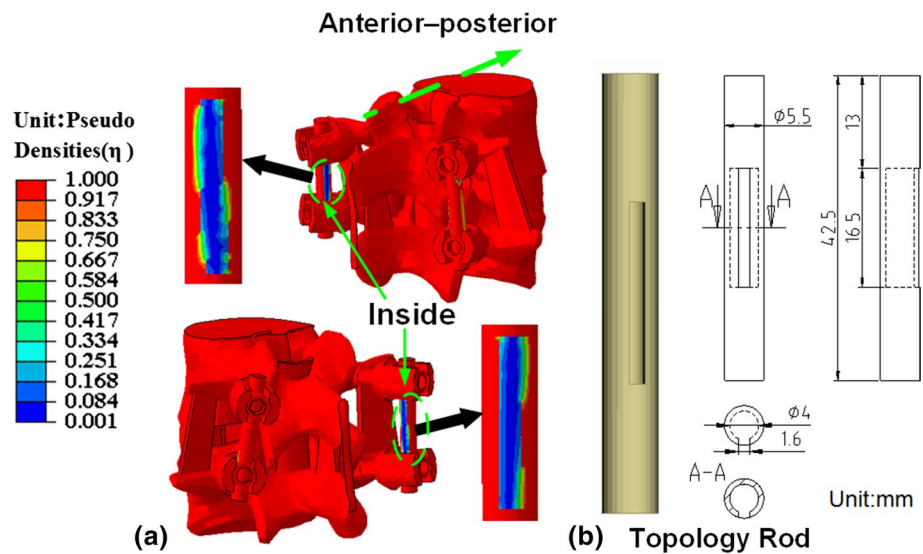 Anterior–posterior
Unit:Pseudo
Densities(η )
1.000
0.917
0.833
0.750
0.667
0.584
0.500
0.417
0.334
0.251
0.168
0.084
0.001
Inside
(a)
ϕ5.5
13
A
A
42.5
16.5
ϕ4
1.6
A-A
Unit:mm
(b)
Topology Rod